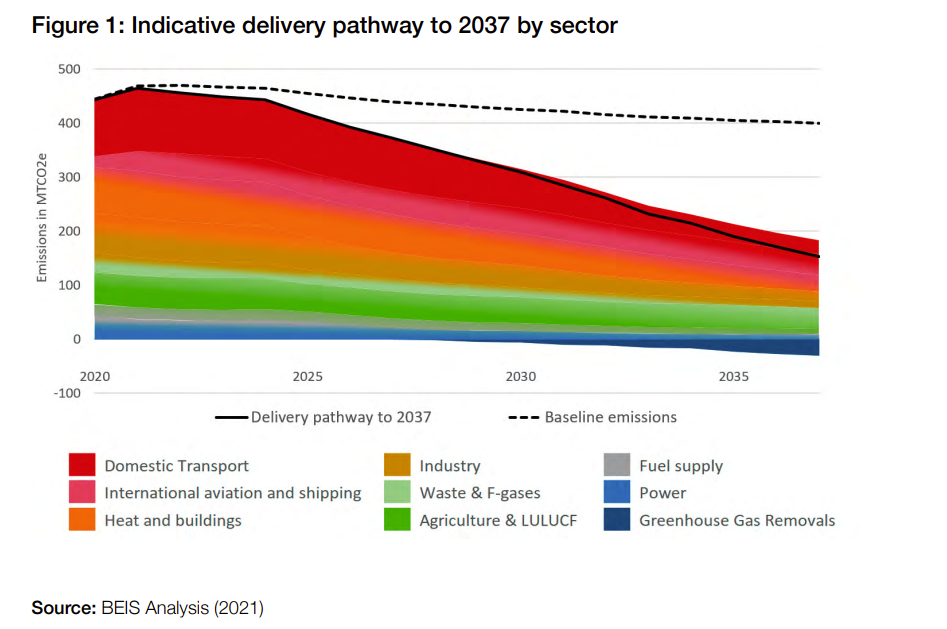 Figure 1: Indicative delivery pathway to 2037 by sector
500
400
300
200
100
0
-100
Emissions in MTCO2e
2020 2025 2030 2035
Delivery pathway to 2037 Baseline emissions
Domestic Transport Industry Fuel supply
International aviation and shipping Waste & F-gases Power
Heat and buildings Agriculture & LULUCF Greenhouse Gas Removals
Source: BEIS Analysis (2021)